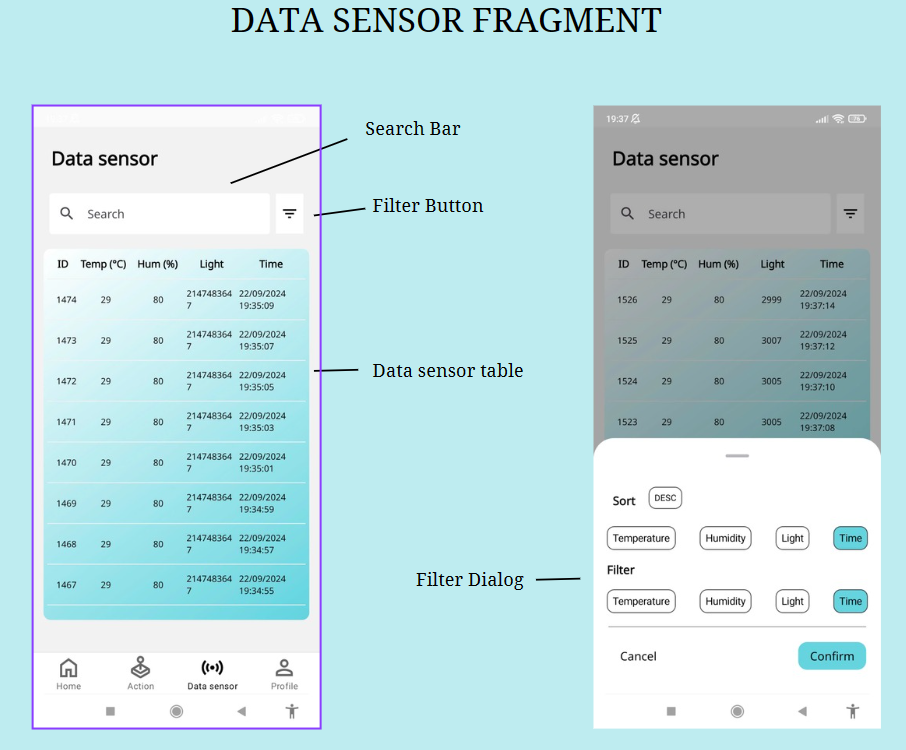 DATA SENSOR FRAGMENT
Data sensor
Search
ID Temp (°C) Hum (%) Light Time
1474 29 80 2147483647 22/09/2024 19:35:09
1473 29 80 2147483647 22/09/2024 19:35:07
1472 29 80 2147483647 22/09/2024 19:35:05
1471 29 80 2147483647 22/09/2024 19:35:03
1470 29 80 2147483647 22/09/2024 19:35:01
1469 29 80 2147483647 22/09/2024 19:34:59
1468 29 80 2147483647 22/09/2024 19:34:57
1467 29 80 2147483647 22/09/2024 19:34:55
Home Action Data sensor Profile
Search Bar
Filter Button
Data sensor table
Filter Dialog
19:37
Data sensor
Search
ID Temp (°C) Hum (%) Light Time
1526 29 80 2999 22/09/2024 19:37:14
1525 29 80 3007 22/09/2024 19:37:12
1524 29 80 3005 22/09/2024 19:37:10
1523 29 80 3005 22/09/2024 19:37:08
Sort DESC
Temperature Humidity Light Time
Filter
Temperature Humidity Light Time
Cancel Confirm